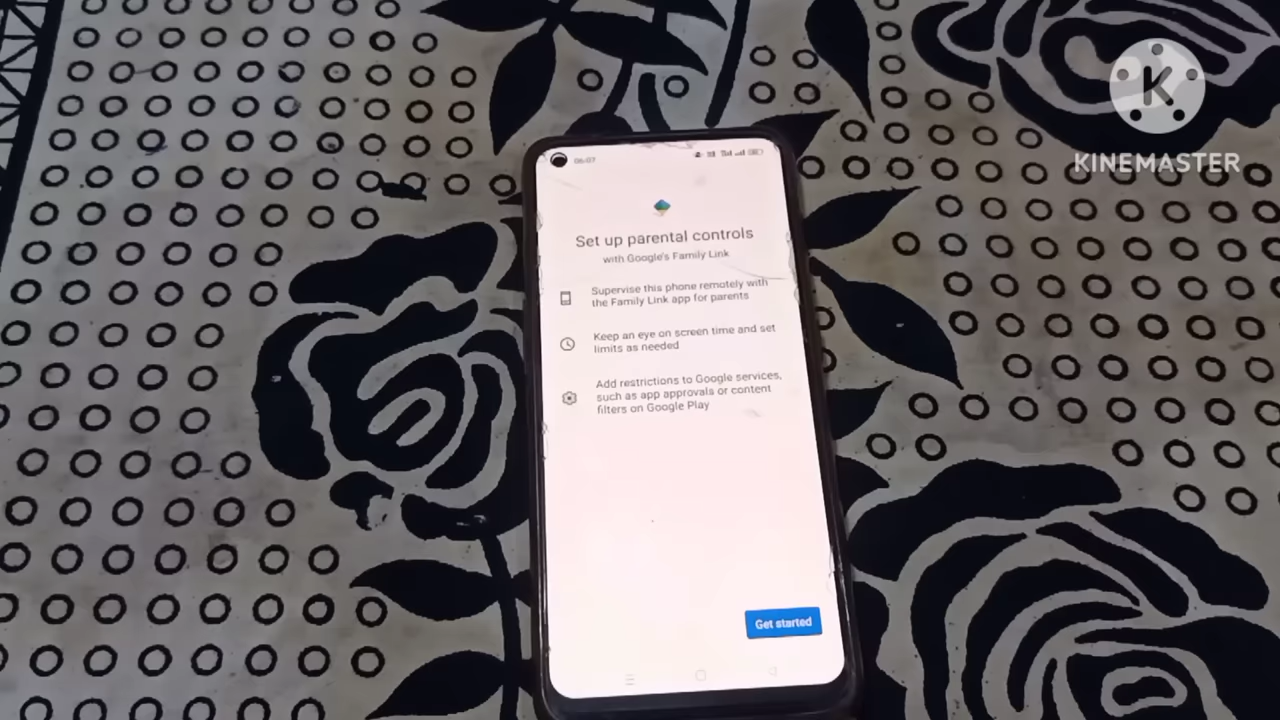 K
KINEMASTER
06:07
Set up parental controls
with Google's Family Link
Supervise this phone remotely with
the Family Link app for parents
Keep an eye on screen time and set
limits as needed
Add restrictions to Google services,
such as app approvals or content
filters on Google Play
Get started